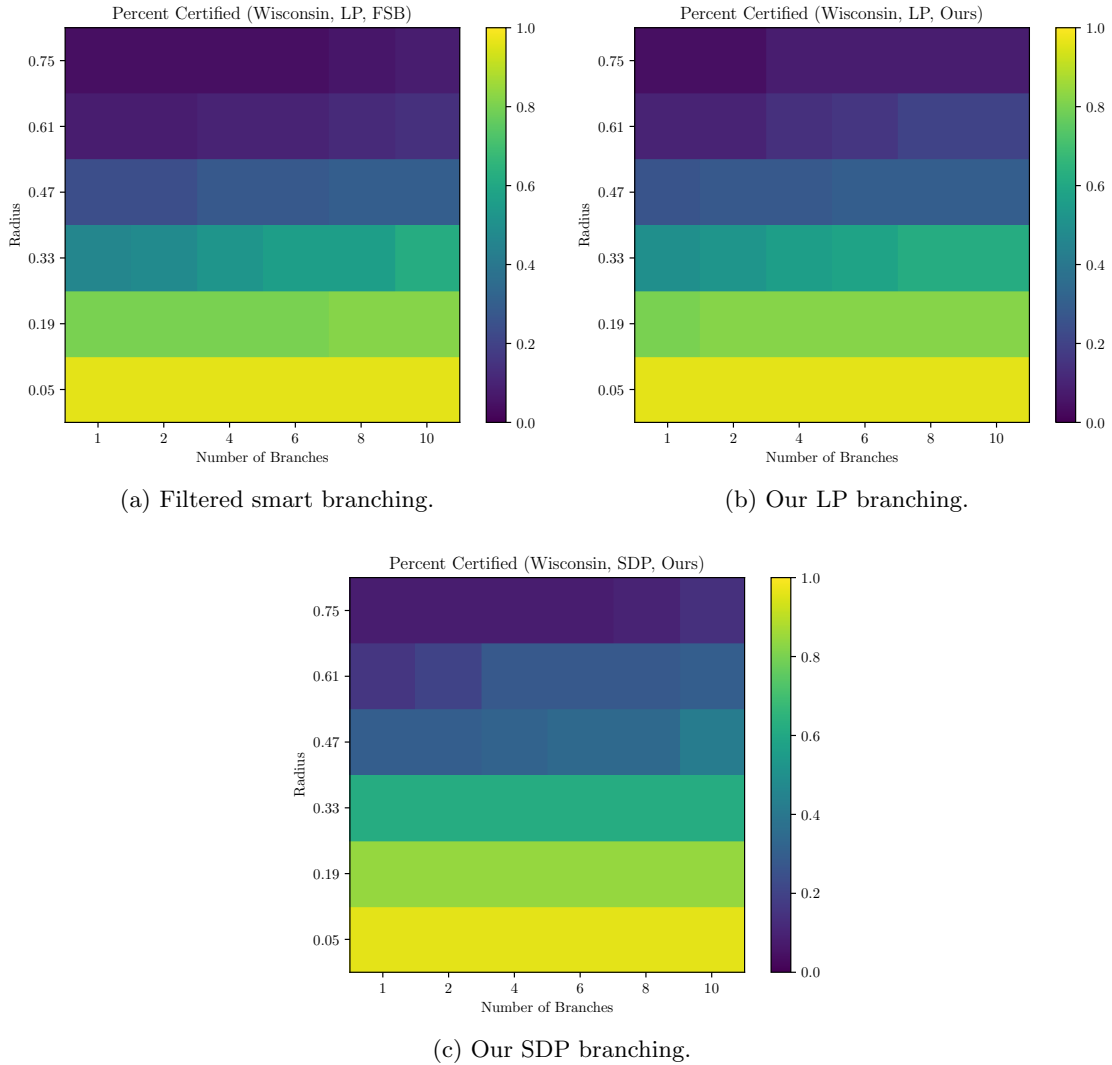 Percent Certified (Wisconsin, LP, FSB)
0.75
0.61
0.47
0.33
0.19
0.05
Radius
1 2 4 6 8 10
Number of Branches
1.0
0.8
0.6
0.4
0.2
0.0
(a) Filtered smart branching.
Percent Certified (Wisconsin, LP, Ours)
0.75
0.61
0.47
0.33
0.19
0.05
Radius
1 2 4 6 8 10
Number of Branches
1.0
0.8
0.6
0.4
0.2
0.0
(b) Our LP branching.
Percent Certified (Wisconsin, SDP, Ours)
0.75
0.61
0.47
0.33
0.19
0.05
Radius
1 2 4 6 8 10
Number of Branches
1.0
0.8
0.6
0.4
0.2
0.0
(c) Our SDP branching.